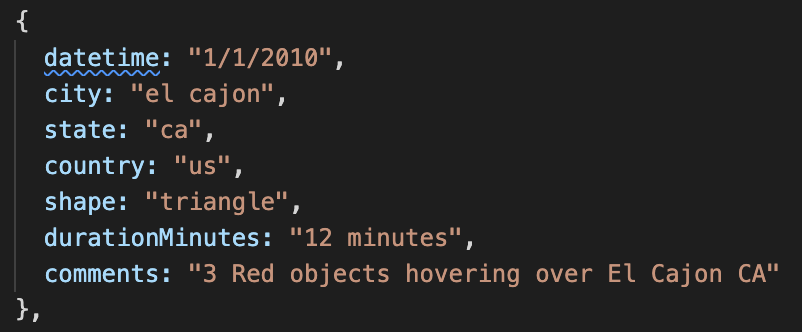 {
datetime: "1/1/2010",
city: "el cajon",
state: "ca",
country: "us",
shape: "triangle",
durationMinutes: "12 minutes",
comments: "3 Red objects hovering over El Cajon CA"
},